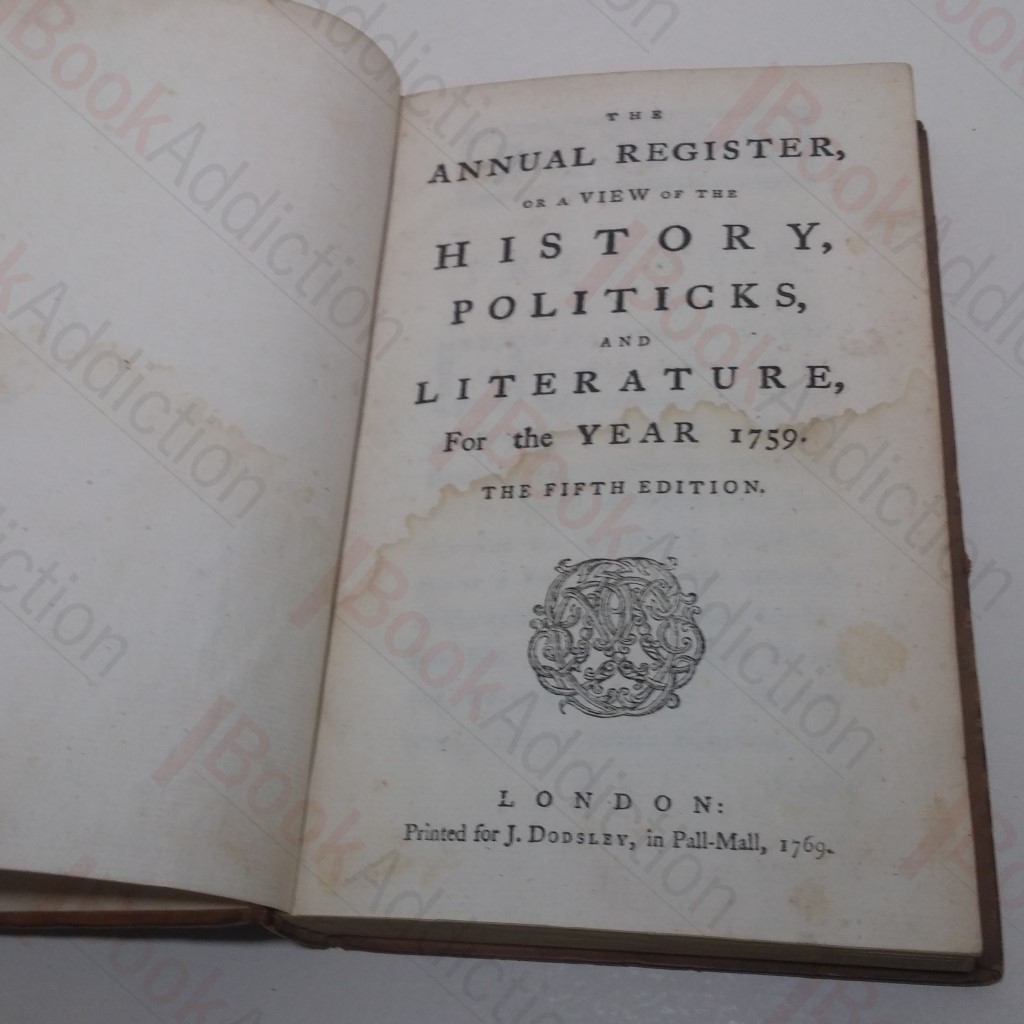 THE
ANNUAL REGISTER,
OR A VIEW OF THE
HISTORY,
POLITICKS,
AND
LITERATURE,
For the YEAR 1759.
THE FIFTH EDITION.
LONDON:
Printed for J. DODSLEY, in Pall-Mall, 1769.
BookAddiction